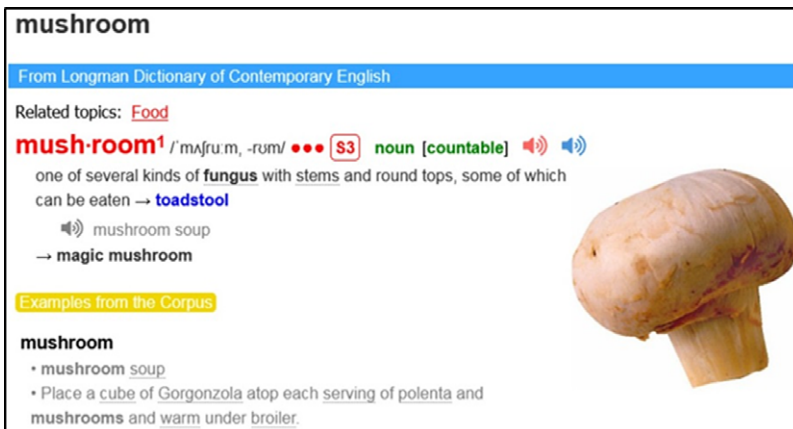 mushroom
From Longman Dictionary of Contemporary English
Related topics: Food
mush·room¹ /ˈmʌʃruːm, -rʊm/ ●●● S3 noun [countable]
one of several kinds of fungus with stems and round tops, some of which
can be eaten → toadstool
mushroom soup
→ magic mushroom
Examples from the Corpus
mushroom
• mushroom soup
• Place a cube of Gorgonzola atop each serving of polenta and
mushrooms and warm under broiler.